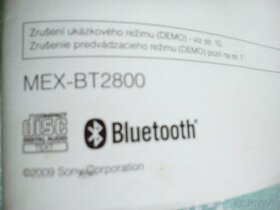 Zrušení ukázkového režimu (DEMO) - viz str. 10.
Zrušenie predvádzacieho režimu (DEMO) pozri na str. 7.
MEX-BT2800
COMPACT
disc
DIGITAL AUDIO
TEXT
Bluetooth®
©2009 Sony Corporation